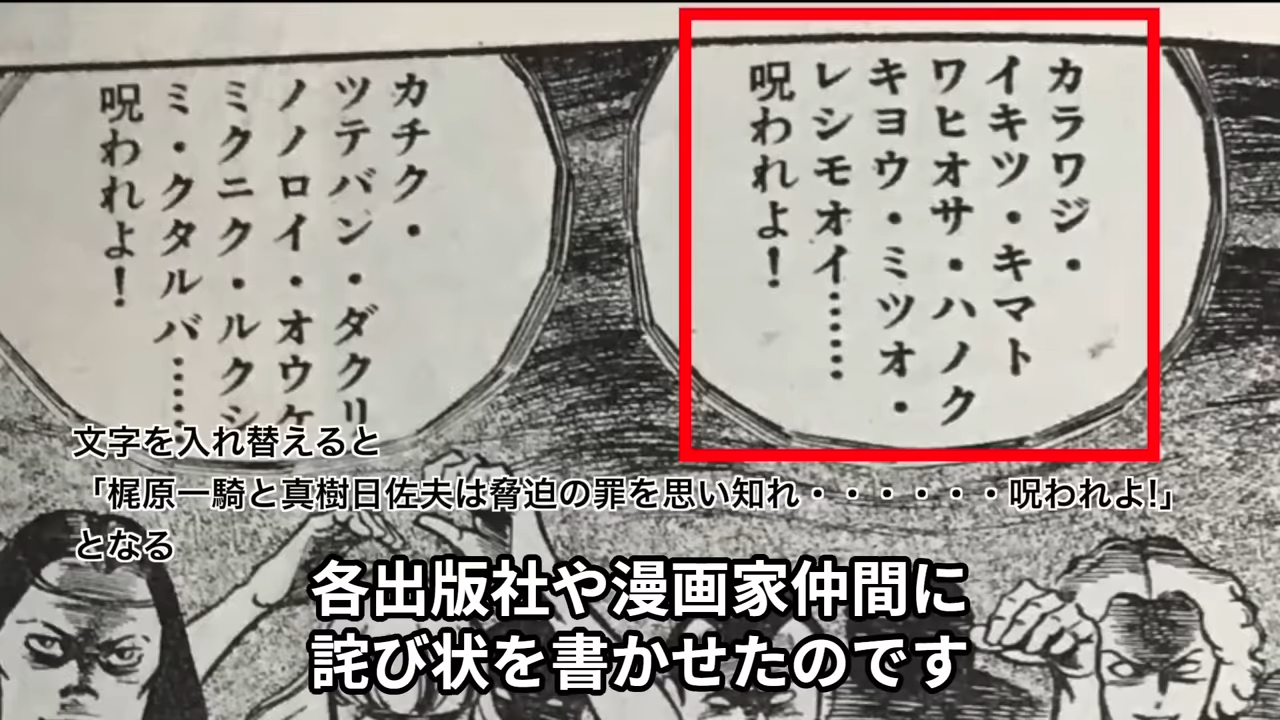 カラワジ・
イキツ・キマト
ワヒオサ・ハノク
キヨウ・ミツオ・
レシモオイ……
呪われよ！
カチク・
ツテバン・ダクリ
ノノロイ・オウケ
ミクニク・ルクシ
ミ・クタルバ……
呪われよ！
文字を入れ替えると
「梶原一騎と真樹日佐夫は脅迫の罪を思い知れ・・・・・・呪われよ!」
となる
各出版社や漫画家仲間に
詫び状を書かせたのです